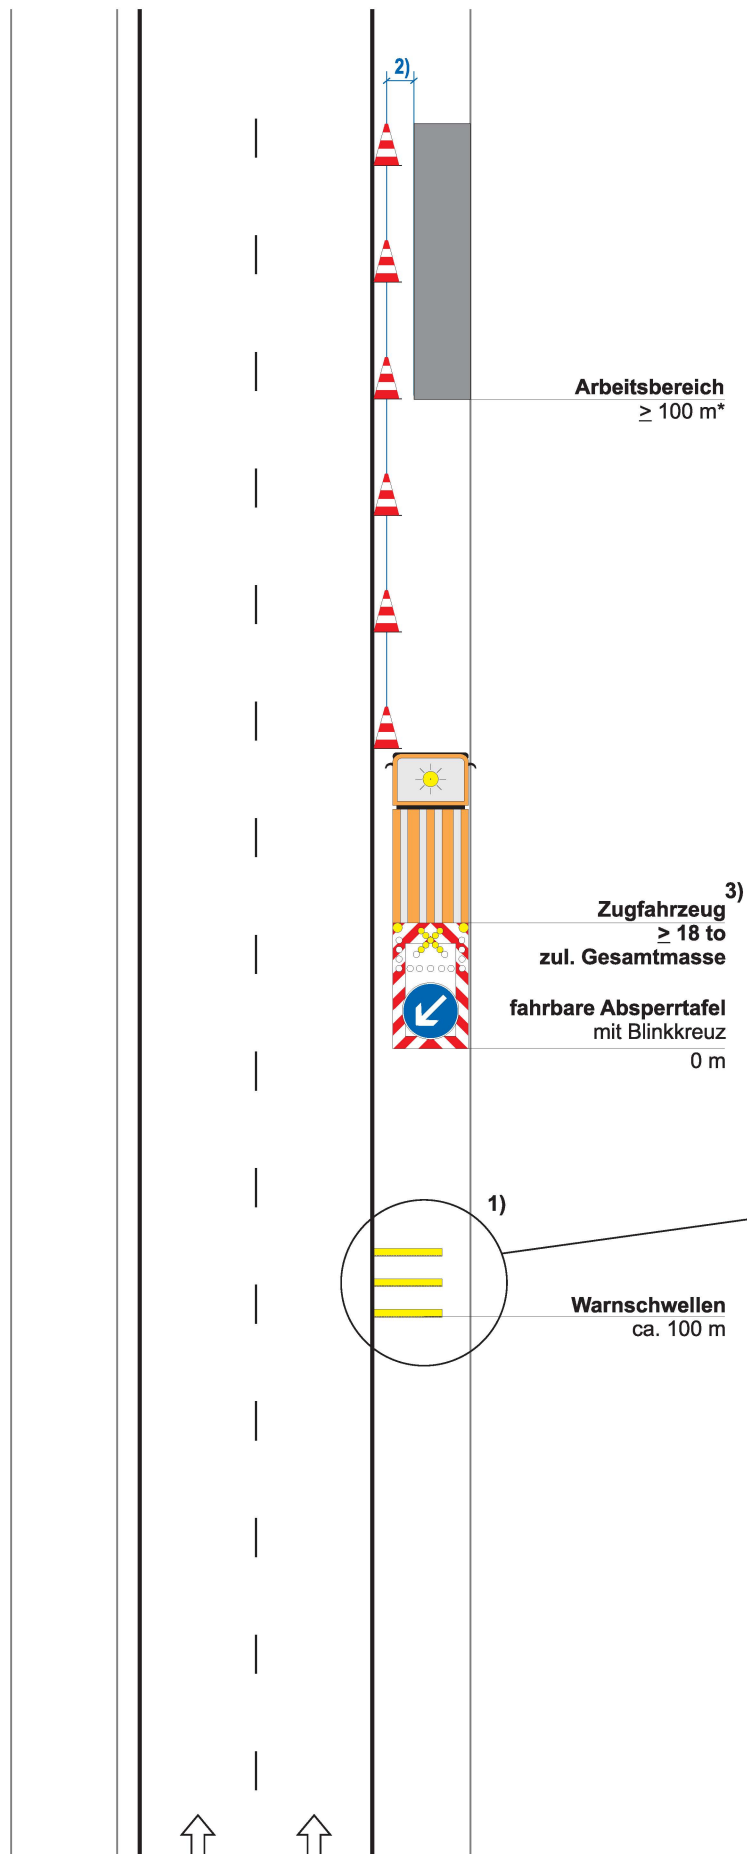 2)
Arbeitsbereich
≥ 100 m*
3)
Zugfahrzeug
≥ 18 to
zul. Gesamtmasse
fahrbare Absperrtafel
mit Blinkkreuz
0 m
1)
Warnschwellen
ca. 100 m